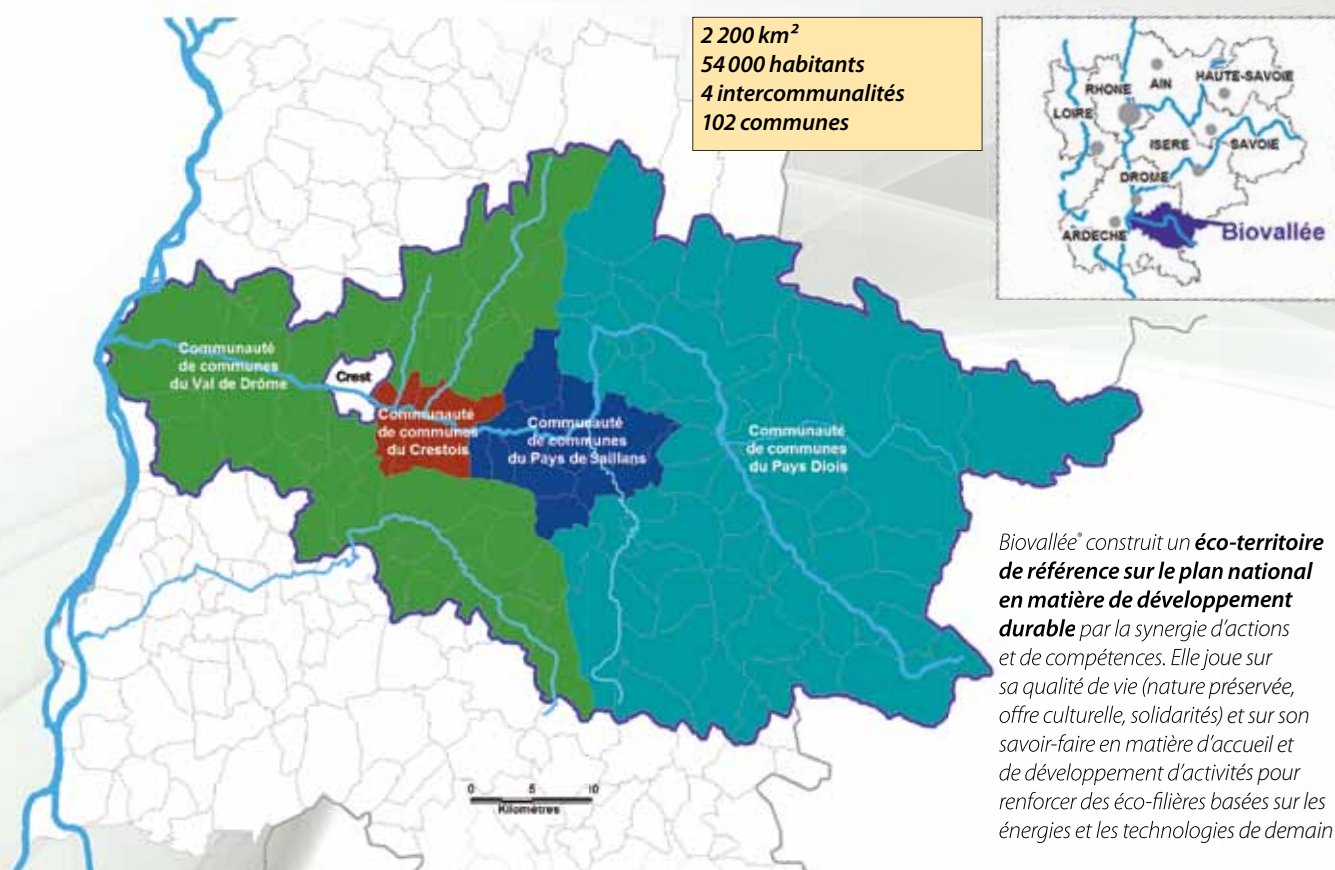 2 200 km²
54 000 habitants
4 intercommunalités
102 communes
RHONE
AIN
HAUTE-SAVOIE
LOIRE
ISERE
SAVOIE
DROME
ARDECHE
Biovallée
Communauté
de communes
du Val de Drôme
Crest
Communauté
de communes
du Crestois
Communauté
de communes
du Pays de Saillans
Communauté
de communes
du Pays Diois
Biovallée® construit un éco-territoire
de référence sur le plan national
en matière de développement
durable par la synergie d'actions
et de compétences. Elle joue sur
sa qualité de vie (nature préservée,
offre culturelle, solidarités) et sur son
savoir-faire en matière d'accueil et
de développement d'activités pour
renforcer des éco-filières basées sur les
énergies et les technologies de demain
0 5 10
Kilomètres